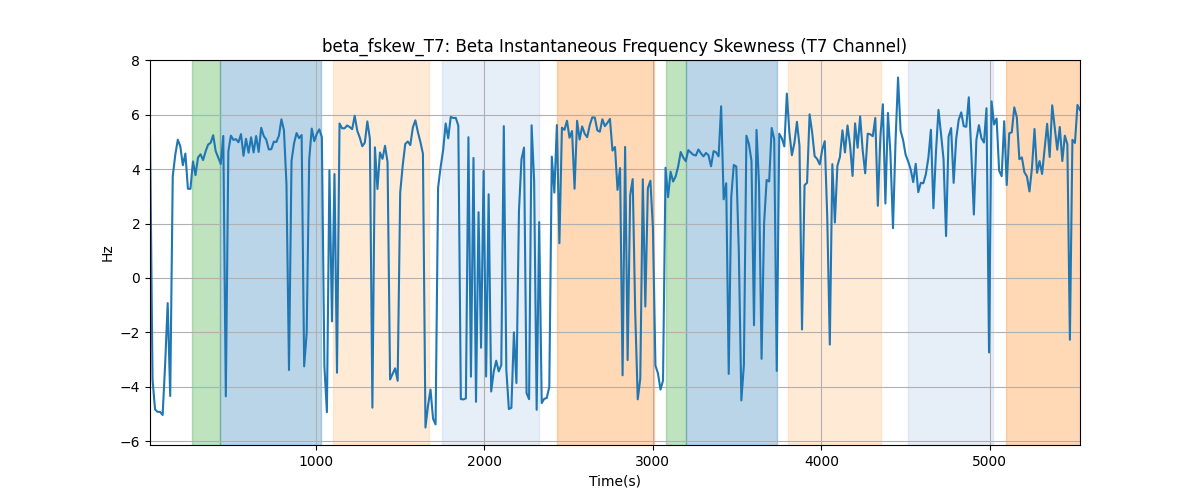 beta_fskew_T7: Beta Instantaneous Frequency Skewness (T7 Channel)
8
6
4
2
0
−2
−4
−6
Hz
1000 2000 3000 4000 5000
Time(s)